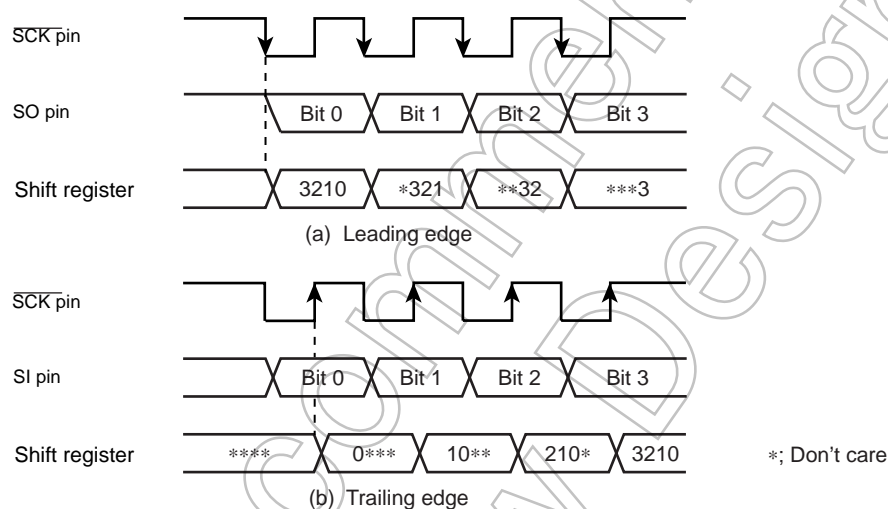 SCK pin
SO pin
Bit 0 Bit 1 Bit 2 Bit 3
Shift register
3210 *321 **32 ***3
(a) Leading edge
SCK pin
SI pin
Bit 0 Bit 1 Bit 2 Bit 3
Shift register
**** 0*** 10** 210* 3210
*; Don't care
(b) Trailing edge